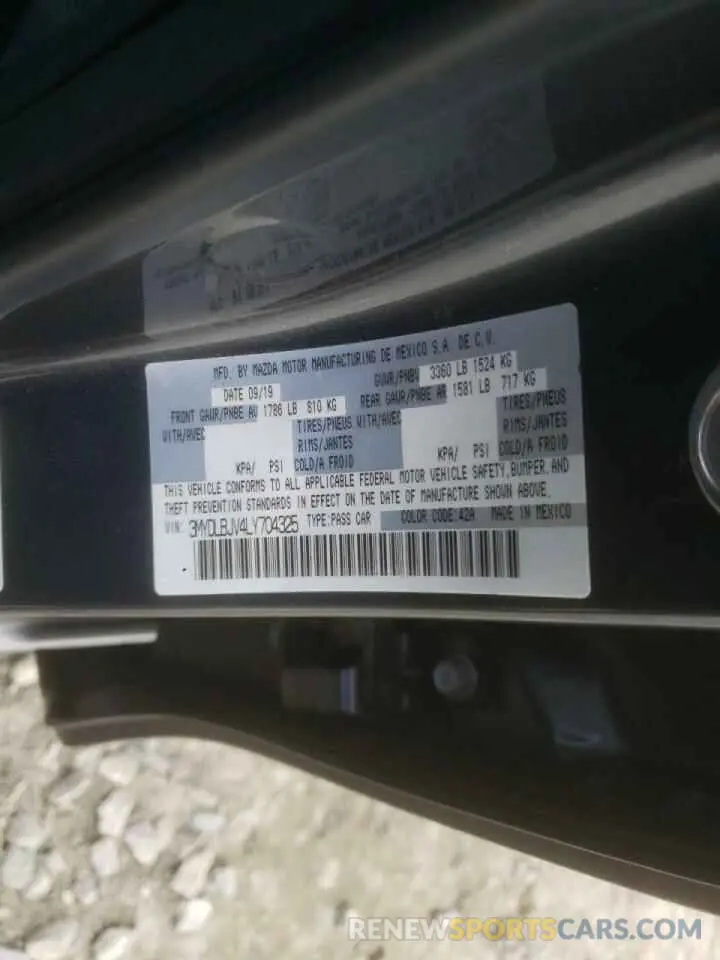 MFD. BY MAZDA MOTOR MANUFACTURING DE MEXICO S.A. DE C.V.
DATE 09/19 GVWR/PNBV 3360 LB 1524 KG
FRONT GAWR/PNBE AV 1786 LB 810 KG REAR GAWR/PNBE AR 1581 LB 717 KG
WITH/AVEC TIRES/PNEUS WITH/AVEC TIRES/PNEUS
RIMS/JANTES RIMS/JANTES
KPA/ PSI COLD/A FROID KPA/ PSI COLD/A FROID
THIS VEHICLE CONFORMS TO ALL APPLICABLE FEDERAL MOTOR VEHICLE SAFETY, BUMPER, AND
THEFT PREVENTION STANDARDS IN EFFECT ON THE DATE OF MANUFACTURE SHOWN ABOVE.
VIN: 3MYDLBJV4LY704325 TYPE:PASS CAR COLOR CODE:42A MADE IN MEXICO
RENEWSPORTSCARS.COM